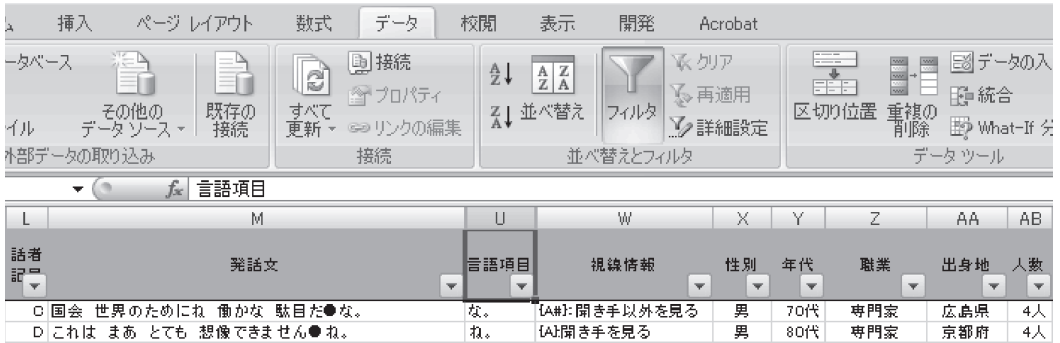 ム 挿入 ページ レイアウト 数式 データ 校閲 表示 開発 Acrobat
ータベース
イル
その他の
データ ソース
既存の
接続
外部データの取り込み
すべて
更新
接続
プロパティ
リンクの編集
接続
並べ替え
フィルタ
クリア
再適用
詳細設定
並べ替えとフィルタ
区切り位置
重複の
削除
データの入
統合
What-If 分
データ ツール
fx 言語項目
L M U W X Y Z AA AB
話者
記号 発話文 言語項目 視線情報 性別 年代 職業 出身地 人数
C 国会 世界のためにね 働かな 駄目だ●な。 な。 {A#}:聞き手以外を見る 男 70代 専門家 広島県 4人
D これは まあ とても 想像できません●ね。 ね。 {A}:聞き手を見る 男 80代 専門家 京都府 4人